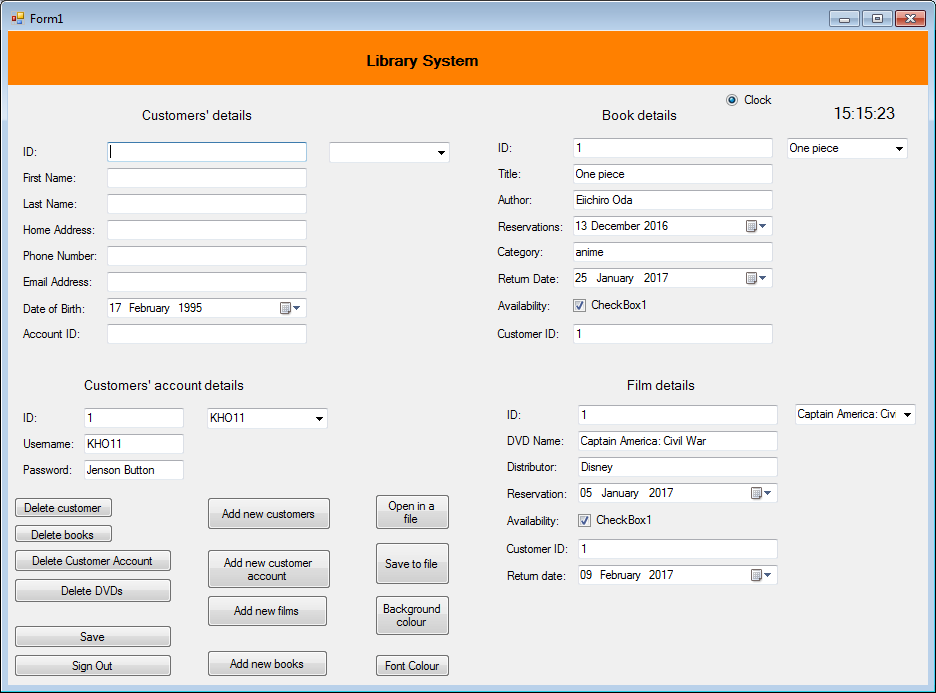 Form1
Library System
Clock
15:15:23
Customers' details
ID:
First Name:
Last Name:
Home Address:
Phone Number:
Email Address:
Date of Birth: 17 February 1995
Account ID:
Book details
ID: 1 One piece
Title: One piece
Author: Eiichiro Oda
Reservations: 13 December 2016
Category: anime
Return Date: 25 January 2017
Availability: CheckBox1
Customer ID: 1
Customers' account details
ID: 1 KHO11
Username: KHO11
Password: Jenson Button
Film details
ID: 1 Captain America: Civ
DVD Name: Captain America: Civil War
Distributor: Disney
Reservation: 05 January 2017
Availability: CheckBox1
Customer ID: 1
Return date: 09 February 2017
Delete customer
Delete books
Delete Customer Account
Delete DVDs
Save
Sign Out
Add new customers
Add new customer
account
Add new films
Add new books
Open in a
file
Save to file
Background
colour
Font Colour